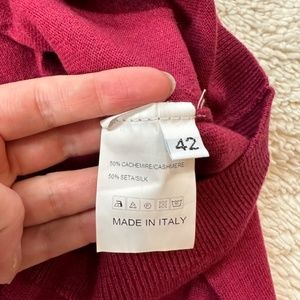 42
50% CACHEMIRE/CASHMERE
50% SETA/SILK
MADE IN ITALY